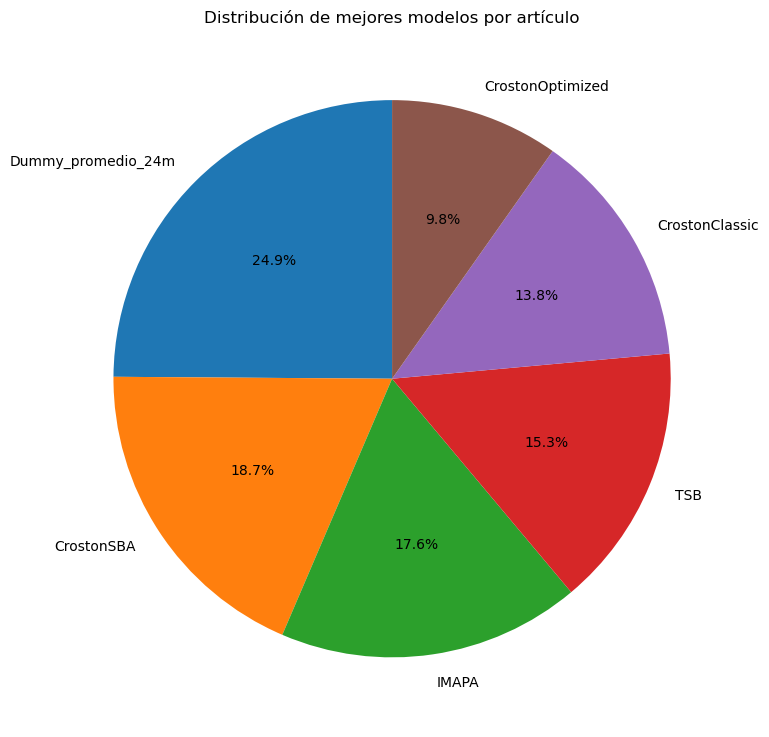 Distribución de mejores modelos por artículo
CrostonOptimized
Dummy_promedio_24m
CrostonClassic
9.8%
24.9%
13.8%
15.3%
18.7%
TSB
CrostonSBA
17.6%
IMAPA